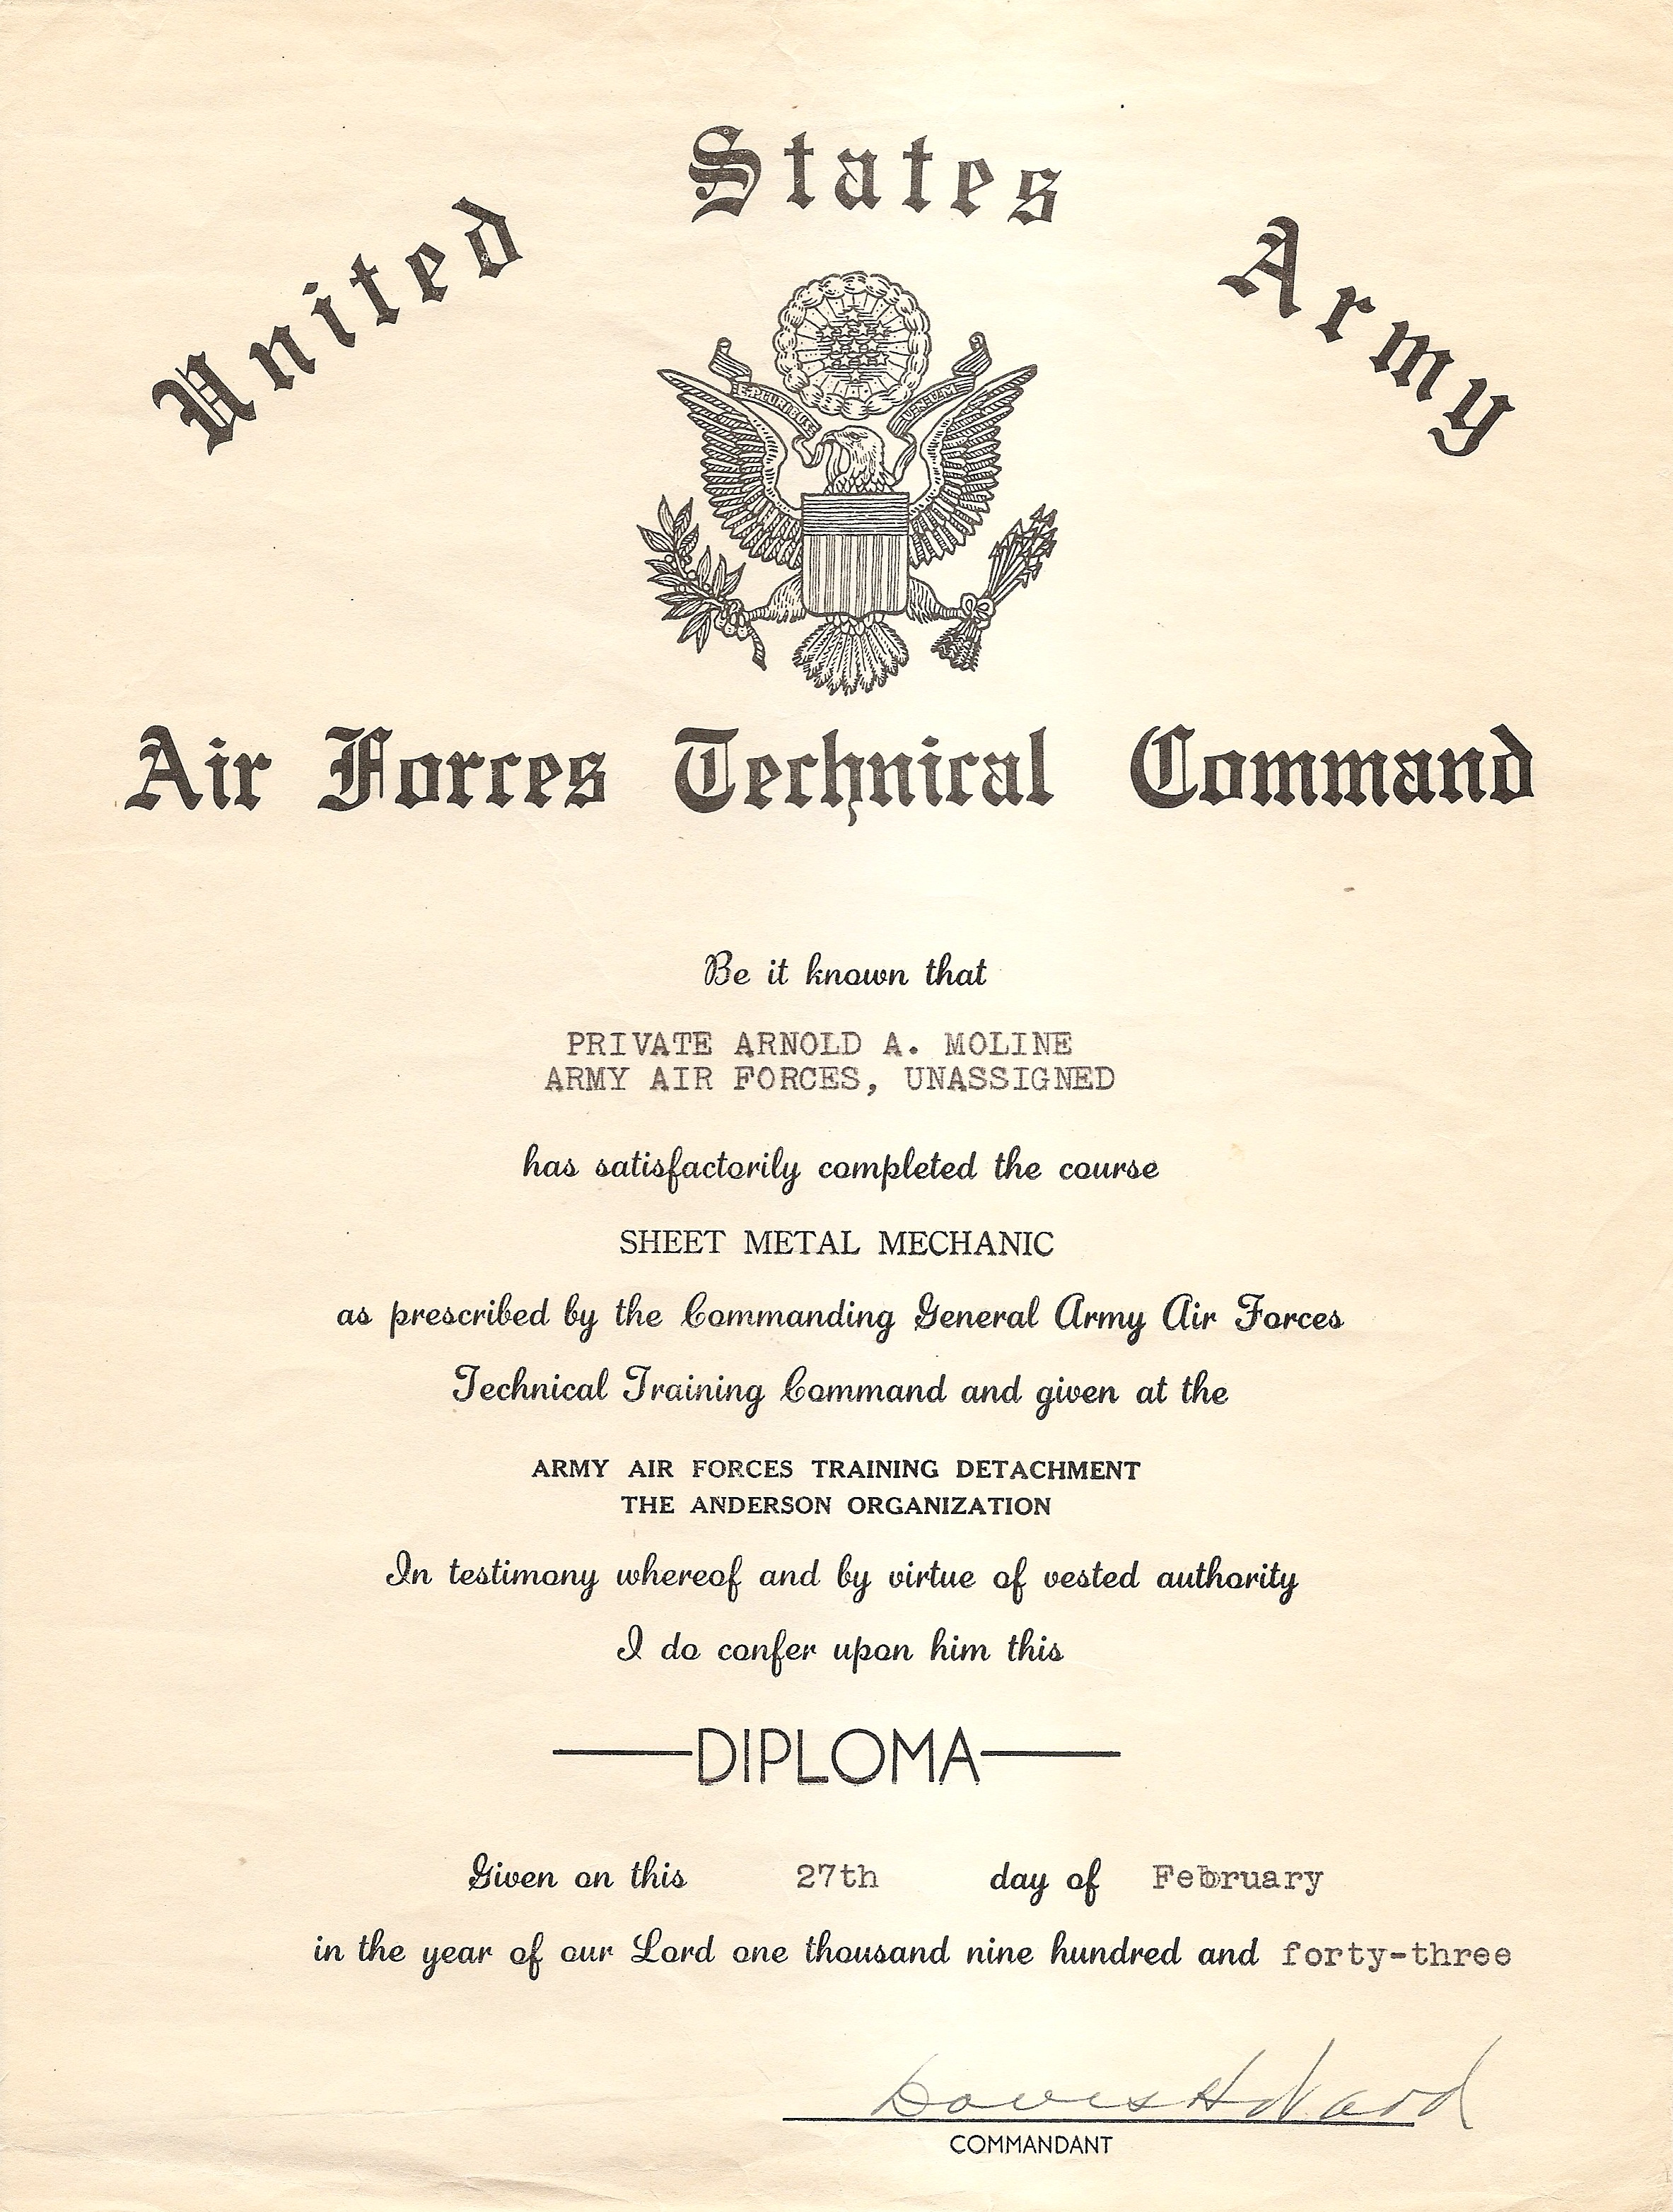 United States Army
E PLURIBUS UNUM
Air Forces Technical Command
Be it known that
PRIVATE ARNOLD A. MOLINE
ARMY AIR FORCES, UNASSIGNED
has satisfactorily completed the course
SHEET METAL MECHANIC
as prescribed by the Commanding General Army Air Forces
Technical Training Command and given at the
ARMY AIR FORCES TRAINING DETACHMENT
THE ANDERSON ORGANIZATION
In testimony whereof and by virtue of vested authority
I do confer upon him this
DIPLOMA
Given on this 27th day of February
in the year of our Lord one thousand nine hundred and forty-three
COMMANDANT